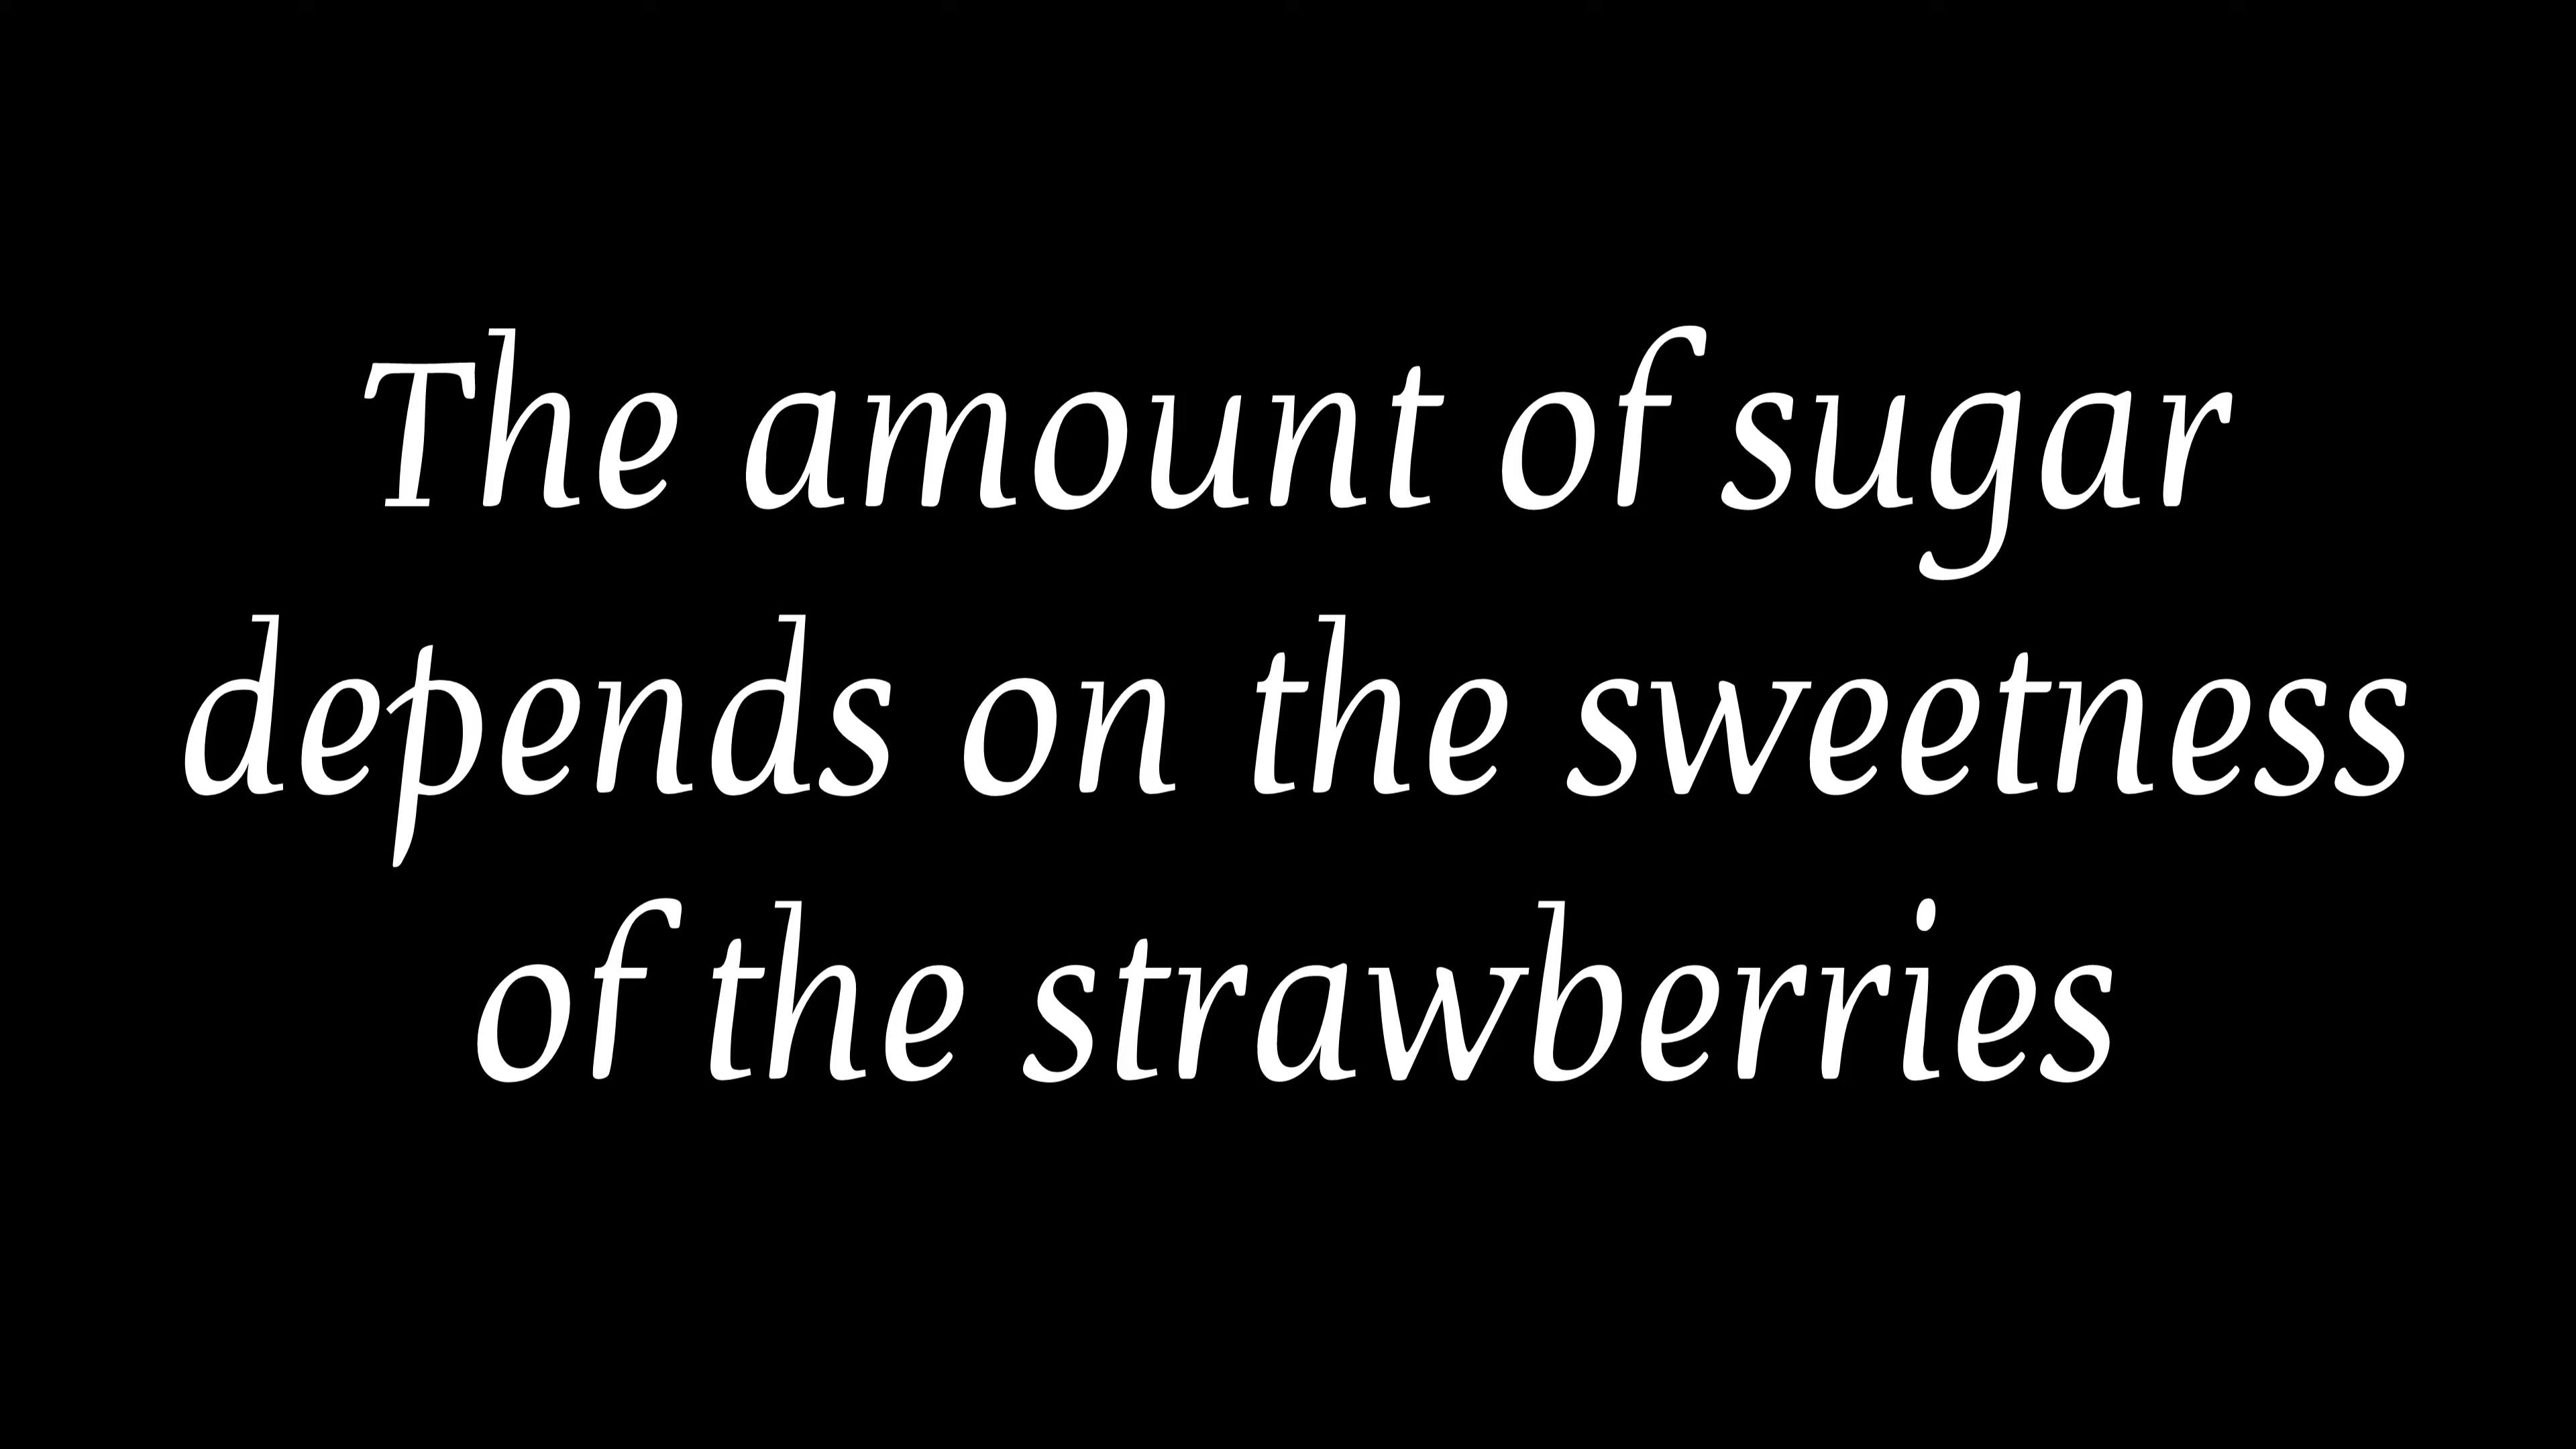 The amount of sugar
depends on the sweetness
of the strawberries